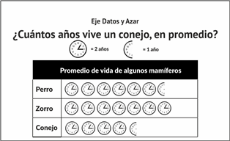 Eje Datos y Azar
¿Cuántos años vive un conejo, en promedio?
= 2 años = 1 año
Promedio de vida de algunos mamíferos
Perro
Zorro
Conejo